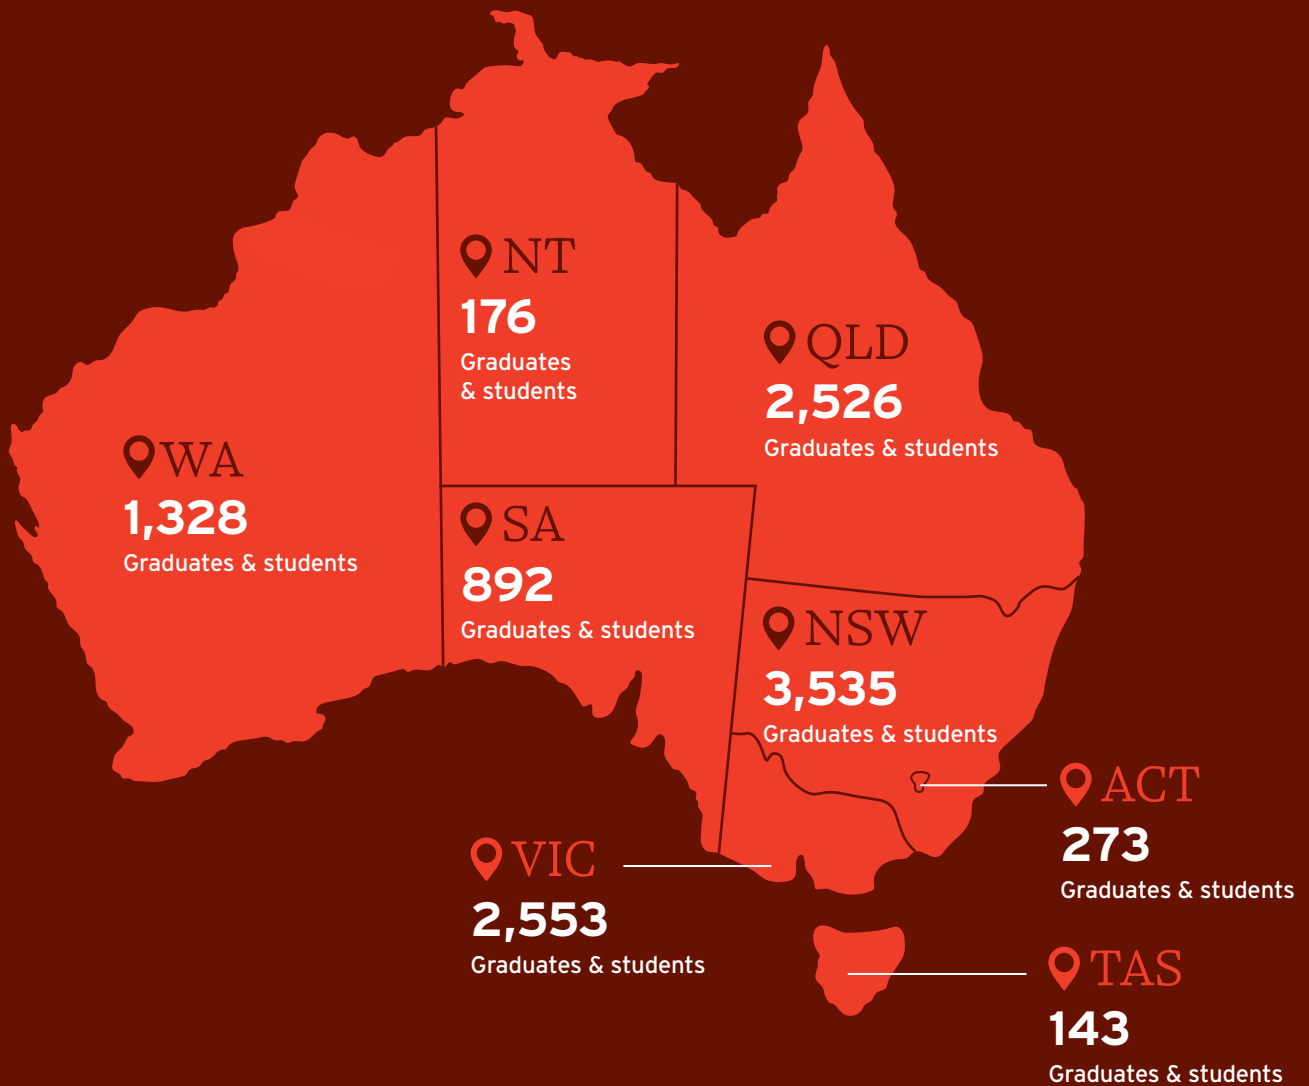 NT
176
Graduates
& students
QLD
2,526
Graduates & students
WA
1,328
Graduates & students
SA
892
Graduates & students
NSW
3,535
Graduates & students
ACT
273
Graduates & students
VIC
2,553
Graduates & students
TAS
143
Graduates & students